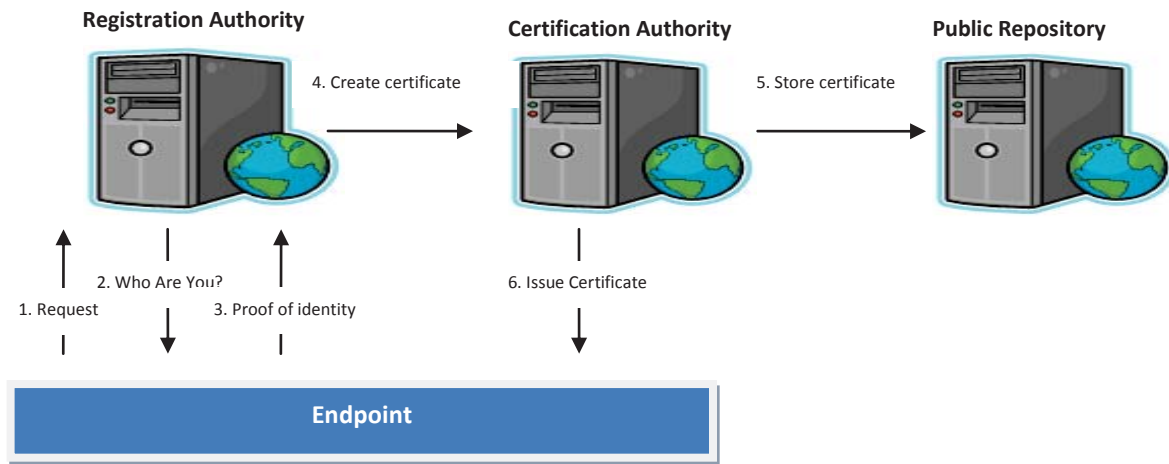 Registration Authority
Certification Authority
Public Repository
4. Create certificate
5. Store certificate
2. Who Are You?
6. Issue Certificate
1. Request
3. Proof of identity
Endpoint